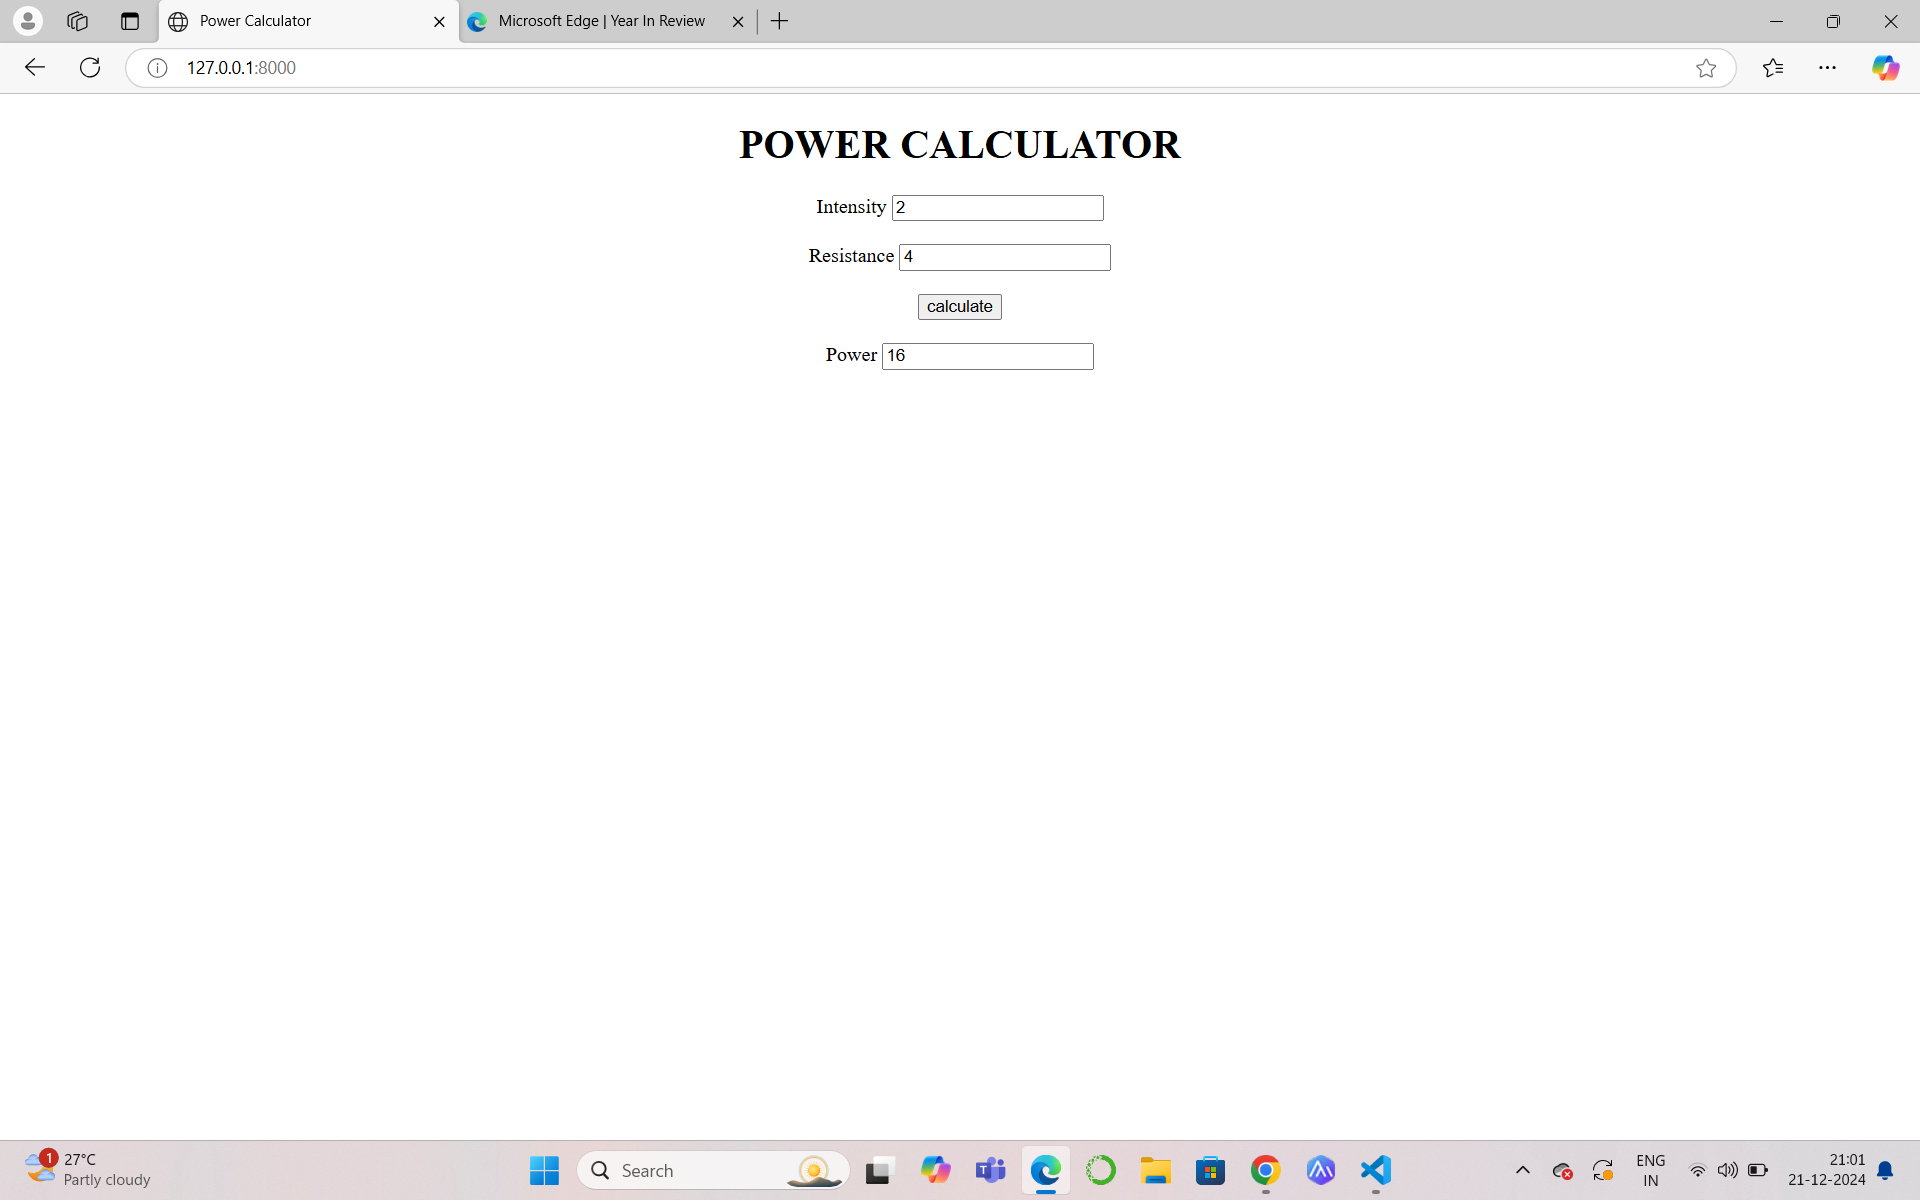 Power Calculator
Microsoft Edge | Year In Review
127.0.0.1:8000
POWER CALCULATOR
Intensity 2
Resistance 4
calculate
Power 16
1
27°C
Partly cloudy
Search
ENG
IN
21:01
21-12-2024